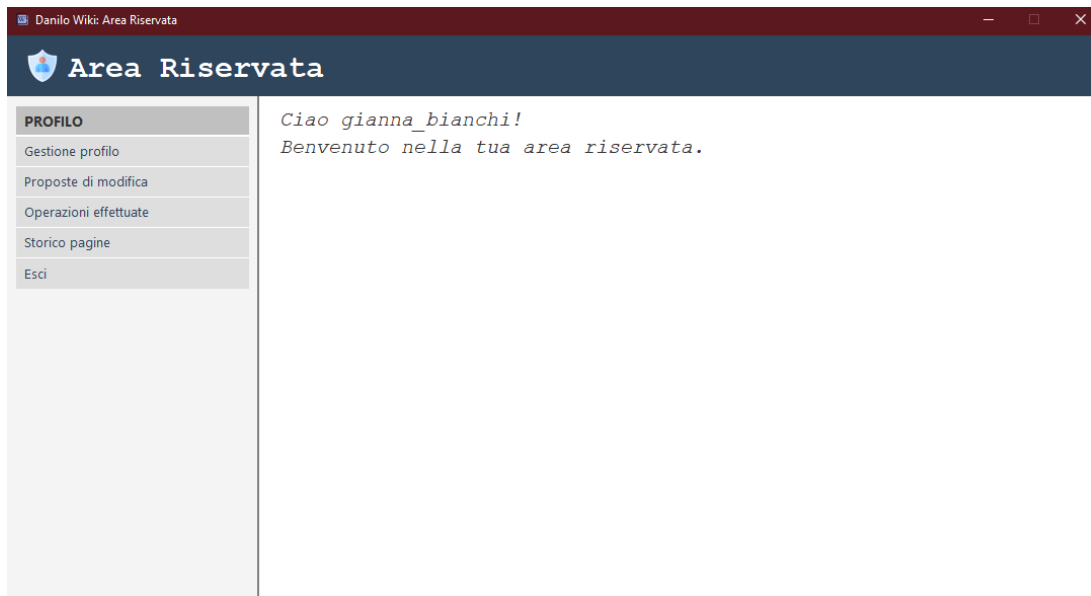 Danilo Wiki: Area Riservata
Area Riservata
PROFILO
Gestione profilo
Proposte di modifica
Operazioni effettuate
Storico pagine
Esci
Ciao gianna_bianchi!
Benvenuto nella tua area riservata.